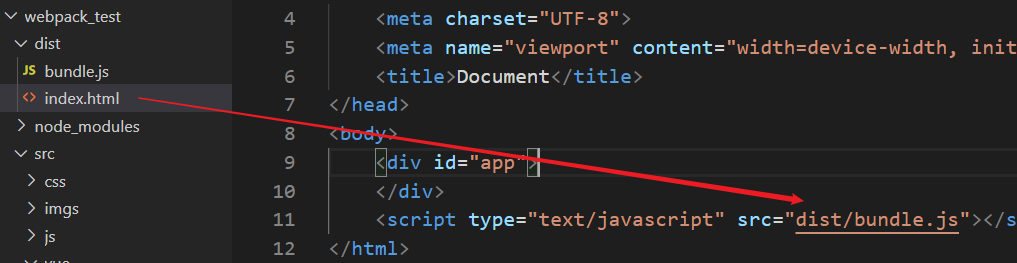 webpack_test
dist
JS bundle.js
<> index.html
node_modules
src
css
imgs
js
4 <meta charset="UTF-8">
5 <meta name="viewport" content="width=device-width, init
6 <title>Document</title>
7 </head>
8 <body>
9 <div id="app">
10 </div>
11 <script type="text/javascript" src="dist/bundle.js"></s
12 </html>